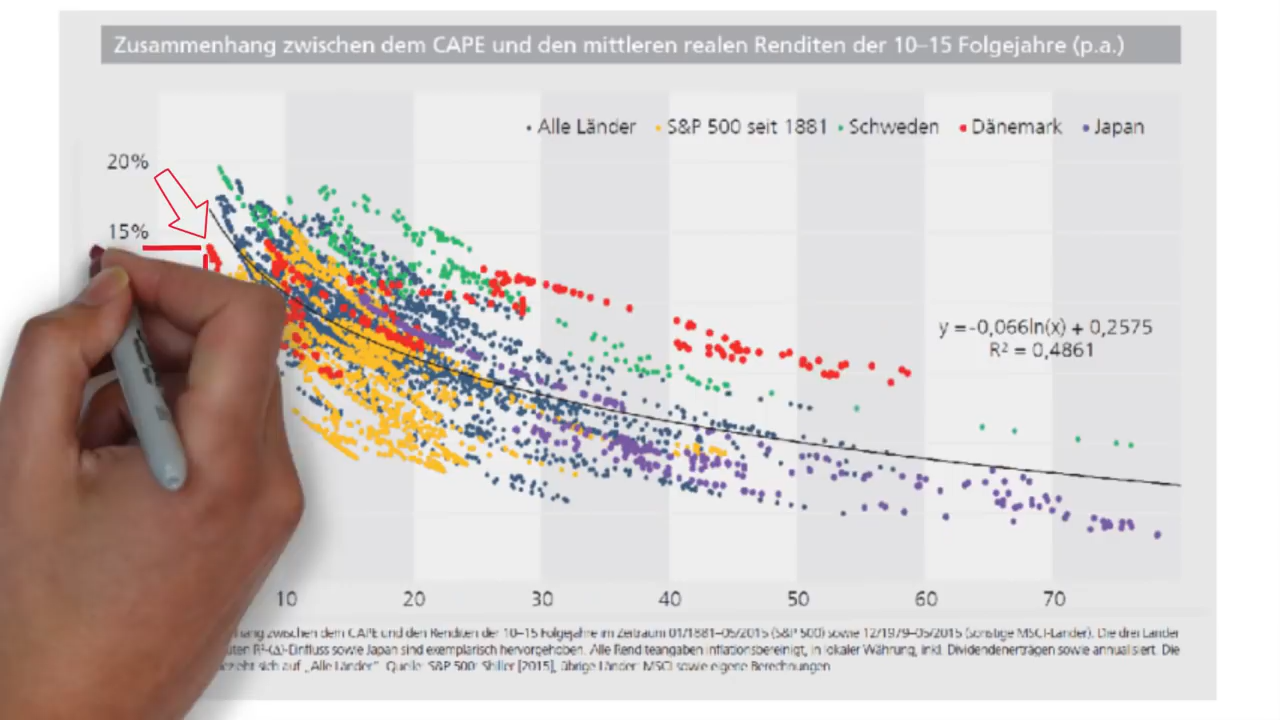 Zusammenhang zwischen dem CAPE und den mittleren realen Renditen der 10–15 Folgejahre (p.a.)
Alle Länder S&P 500 seit 1881 Schweden Dänemark Japan
20%
15%
y =-0,066ln(x) + 0,2575
R² = 0,4861
10 20 30 40 50 60 70
zwischen dem CAPE und den Renditen der 10–15 Folgejahre im Zeitraum 01/1881–05/2015 (S&P 500) sowie 12/1979–05/2015 (sonstige MSCI-Länder). Die drei Länder
R²-(Δ)-Einfluss sowie Japan sind exemplarisch hervorgehoben. Alle Rend teangaben inflationsbereinigt, in lokaler Währung, inkl. Dividendenerträgen sowie annualisiert. Die
sich auf „Alle Länder“. Quelle: S&P 500: Shiller [2015], übrige Länder: MSCI sowie eigene Berechnungen